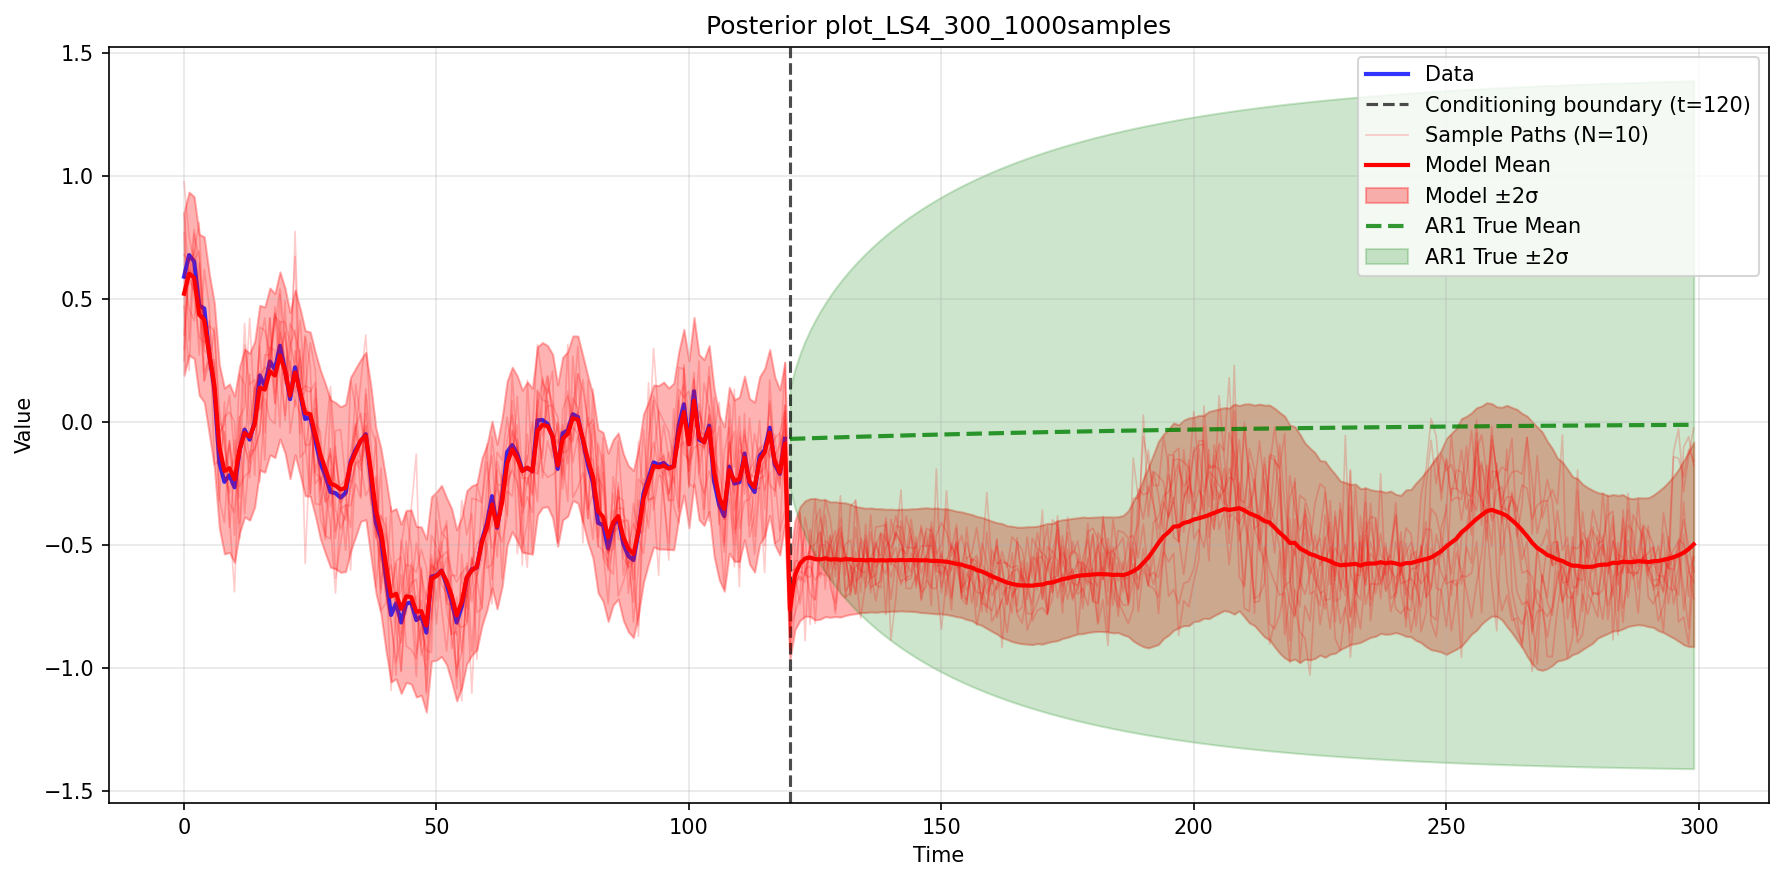 Posterior plot_LS4_300_1000samples
1.5
1.0
0.5
0.0
−0.5
−1.0
−1.5
Value
Data
Conditioning boundary (t=120)
Sample Paths (N=10)
Model Mean
Model ±2σ
AR1 True Mean
AR1 True ±2σ
0 50 100 150 200 250 300
Time